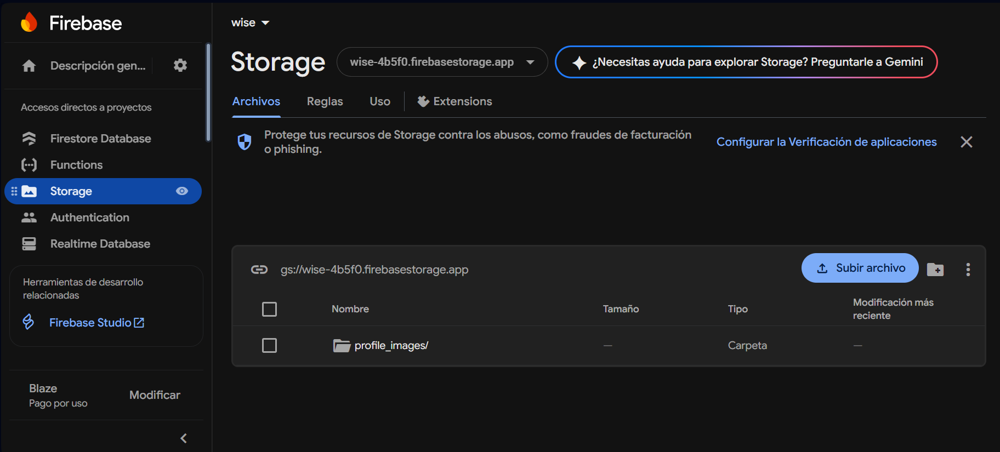 Firebase
Descripción gen...
Accesos directos a proyectos
Firestore Database
Functions
Storage
Authentication
Realtime Database
Herramientas de desarrollo
relacionadas
Firebase Studio
Blaze
Pago por uso
Modificar
wise
Storage
wise-4b5f0.firebasestorage.app
¿Necesitas ayuda para explorar Storage? Preguntarle a Gemini
Archivos
Reglas
Uso
Extensions
Protege tus recursos de Storage contra los abusos, como fraudes de facturación
o phishing.
Configurar la Verificación de aplicaciones
gs://wise-4b5f0.firebasestorage.app
Subir archivo
Nombre
Tamaño
Tipo
Modificación más
reciente
profile_images/
—
Carpeta
—